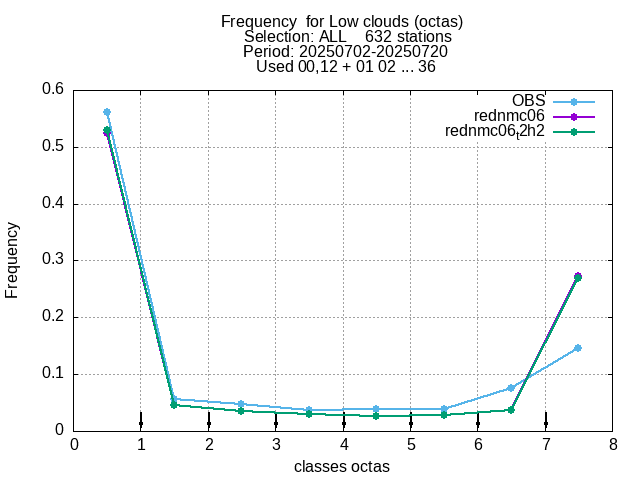 Frequency  for Low clouds (octas)
Selection: ALL    632 stations
Period: 20250702-20250720
Used 00,12 + 01 02 ... 36
OBS
rednmc06
rednmc06_t2h2
0.6
0.5
0.4
0.3
0.2
0.1
0
Frequency
0 1 2 3 4 5 6 7 8
classes octas